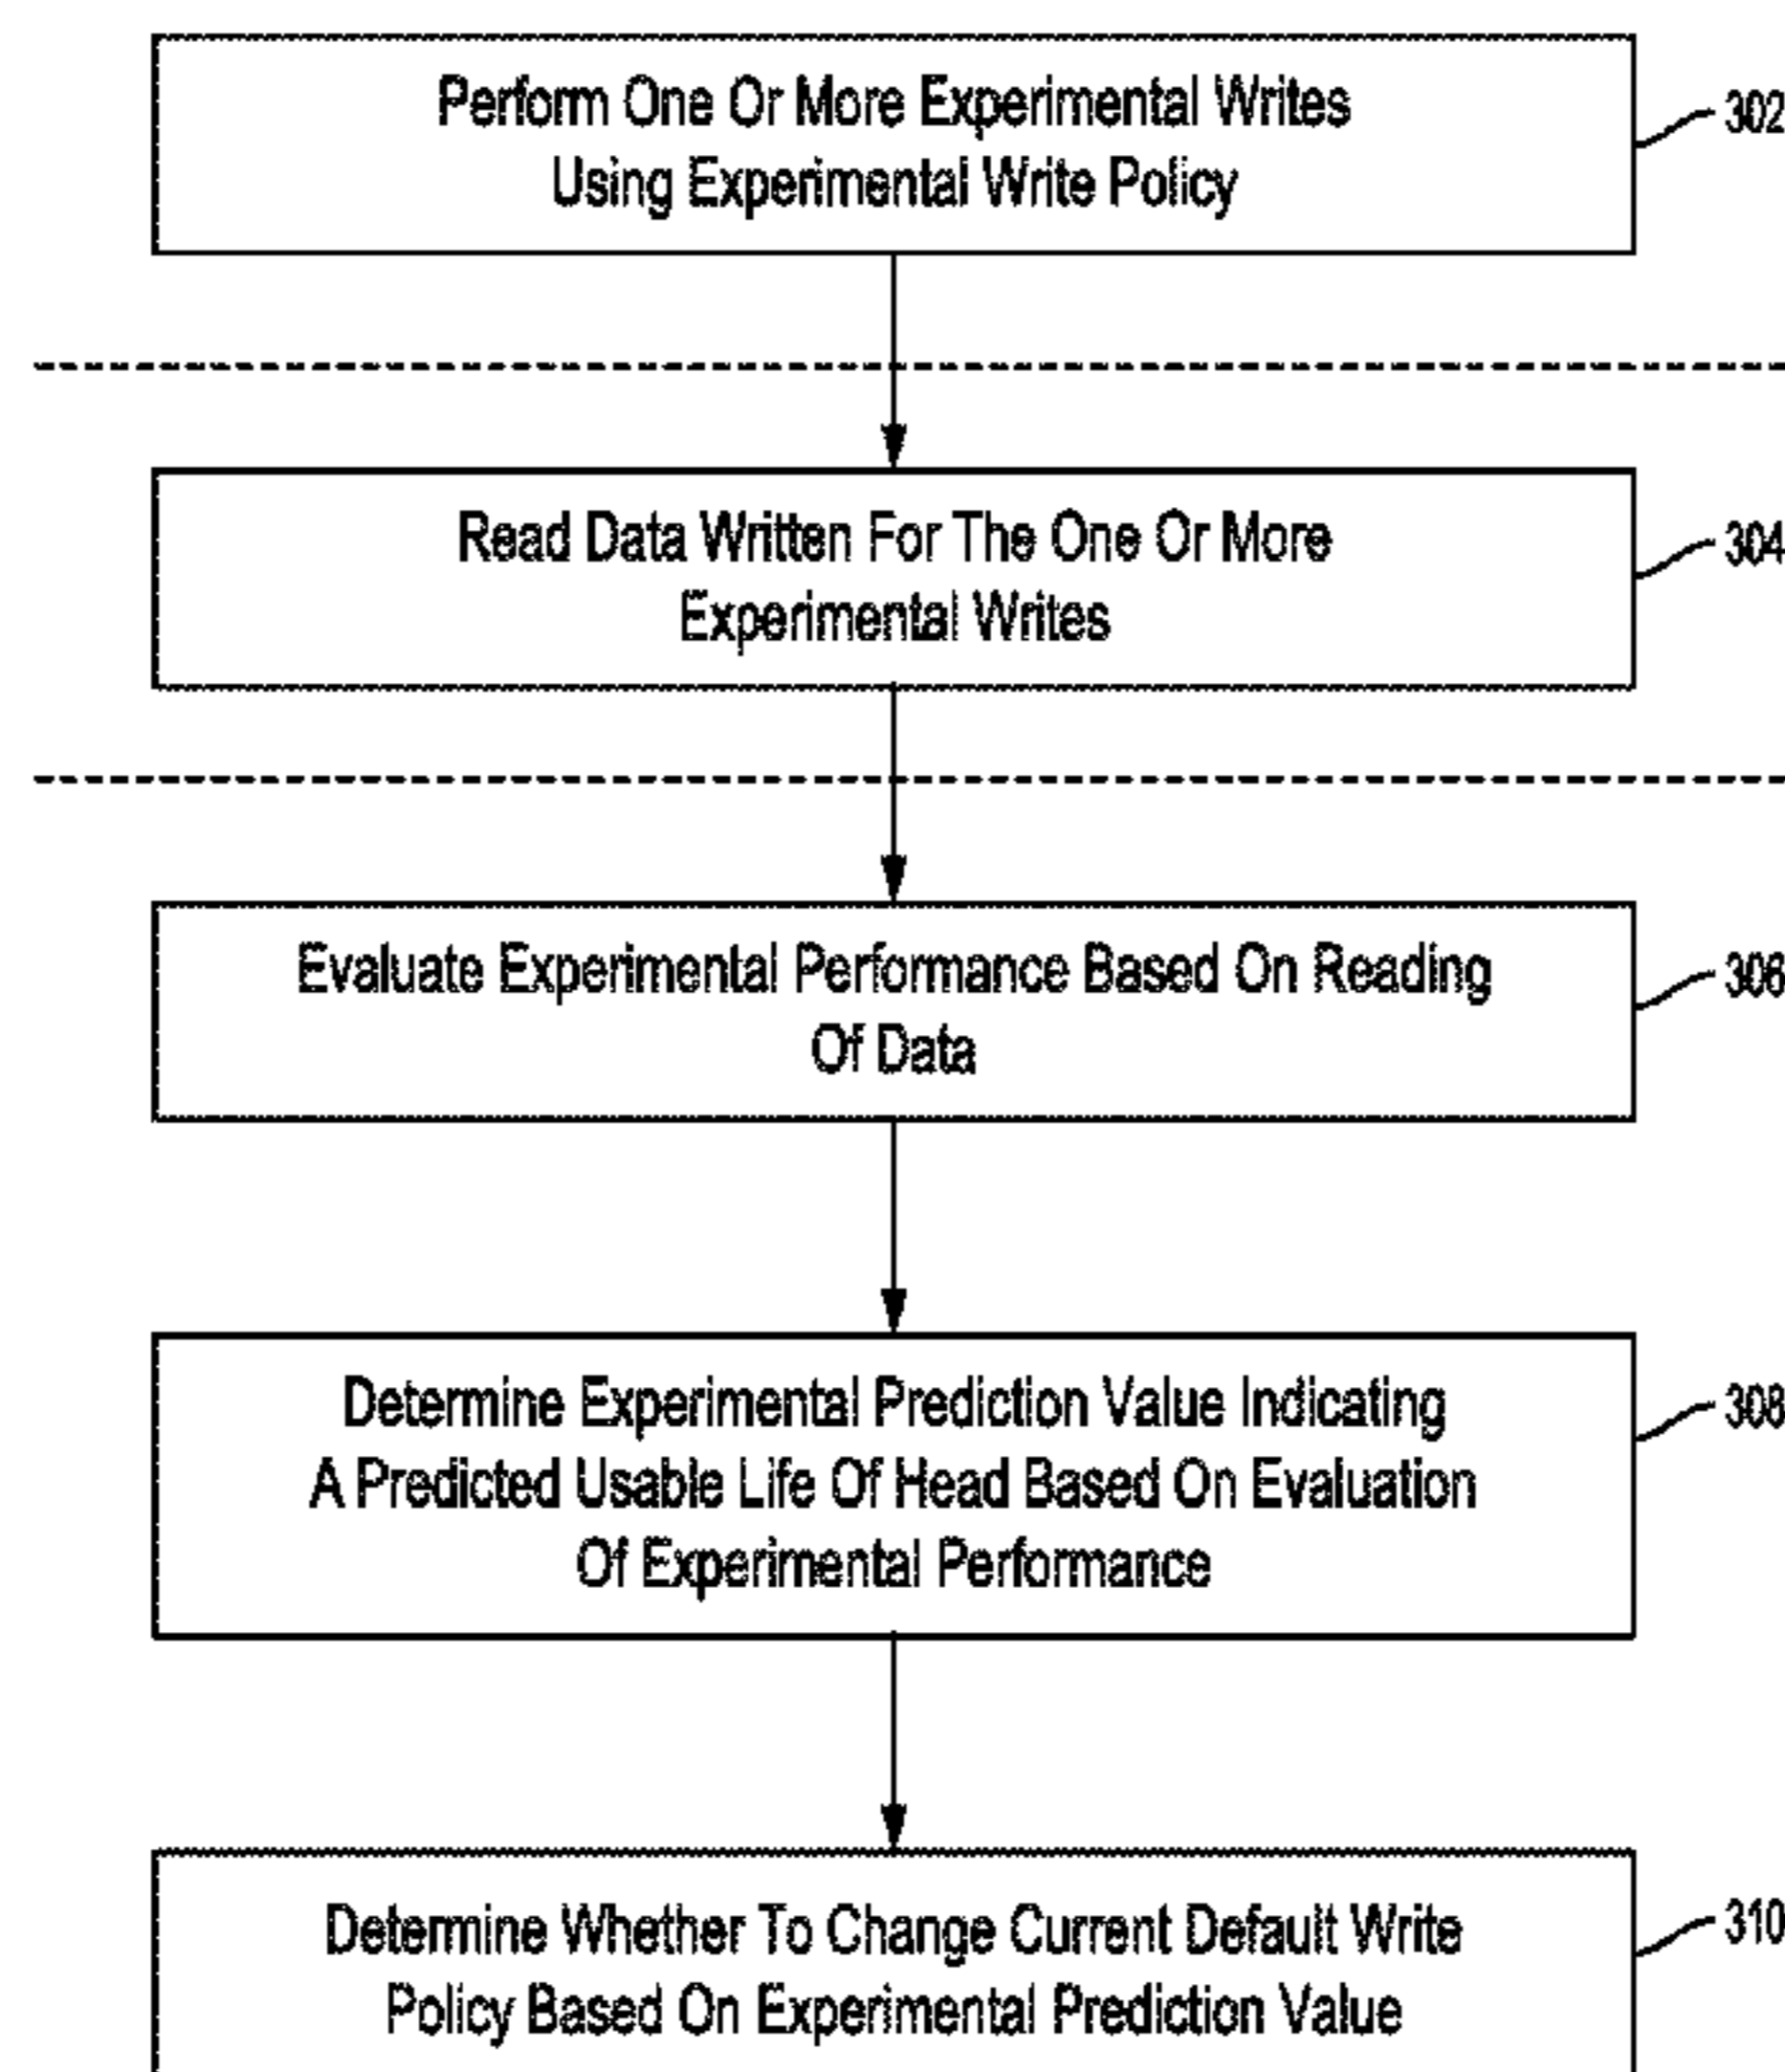 Perform One Or More Experimental Writes
Using Experimental Write Policy
302
Read Data Written For The One Or More
Experimental Writes
304
Evaluate Experimental Performance Based On Reading
Of Data
306
Determine Experimental Prediction Value Indicating
A Predicted Usable Life Of Head Based On Evaluation
Of Experimental Performance
308
Determine Whether To Change Current Default Write
Policy Based On Experimental Prediction Value
310